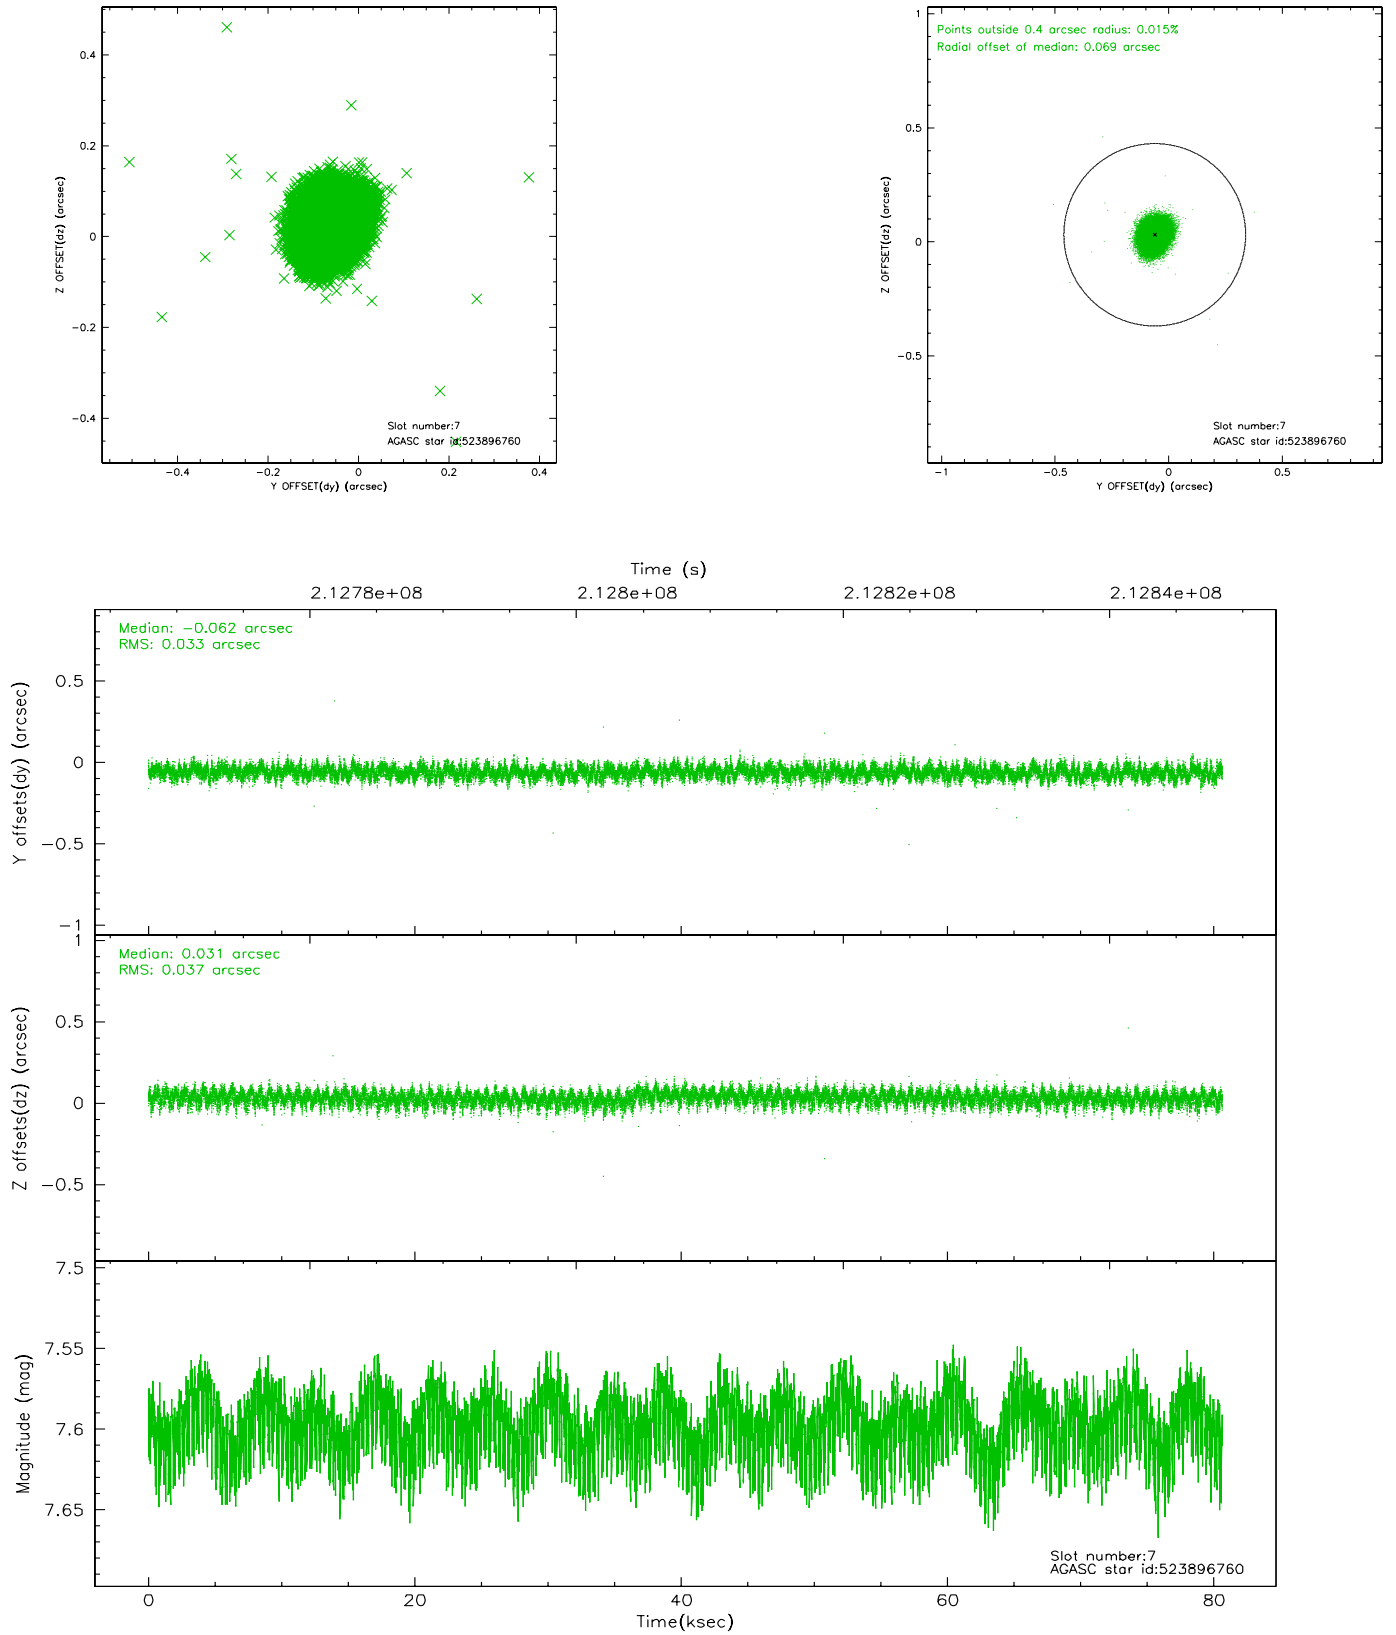 0.4
0.2
0
−0.2
−0.4
Z OFFSET(dz) (arcsec)
−0.4
−0.2
0
0.2
0.4
Y OFFSET(dy) (arcsec)
Slot number:7
AGASC star id:523896760
Points outside 0.4 arcsec radius: 0.015%
Radial offset of median: 0.069 arcsec
1
0.5
0
−0.5
Z OFFSET(dz) (arcsec)
−1
−0.5
0
0.5
Y OFFSET(dy) (arcsec)
Slot number:7
AGASC star id:523896760
Time (s)
2.1278e+08
2.128e+08
2.1282e+08
2.1284e+08
Median: −0.062 arcsec
RMS: 0.033 arcsec
0.5
0
−0.5
−1
Y offsets(dy) (arcsec)
Median: 0.031 arcsec
RMS: 0.037 arcsec
1
0.5
0
−0.5
Z offsets(dz) (arcsec)
7.5
7.55
7.6
7.65
Magnitude (mag)
Slot number:7
AGASC star id:523896760
0
20
40
60
80
Time(ksec)